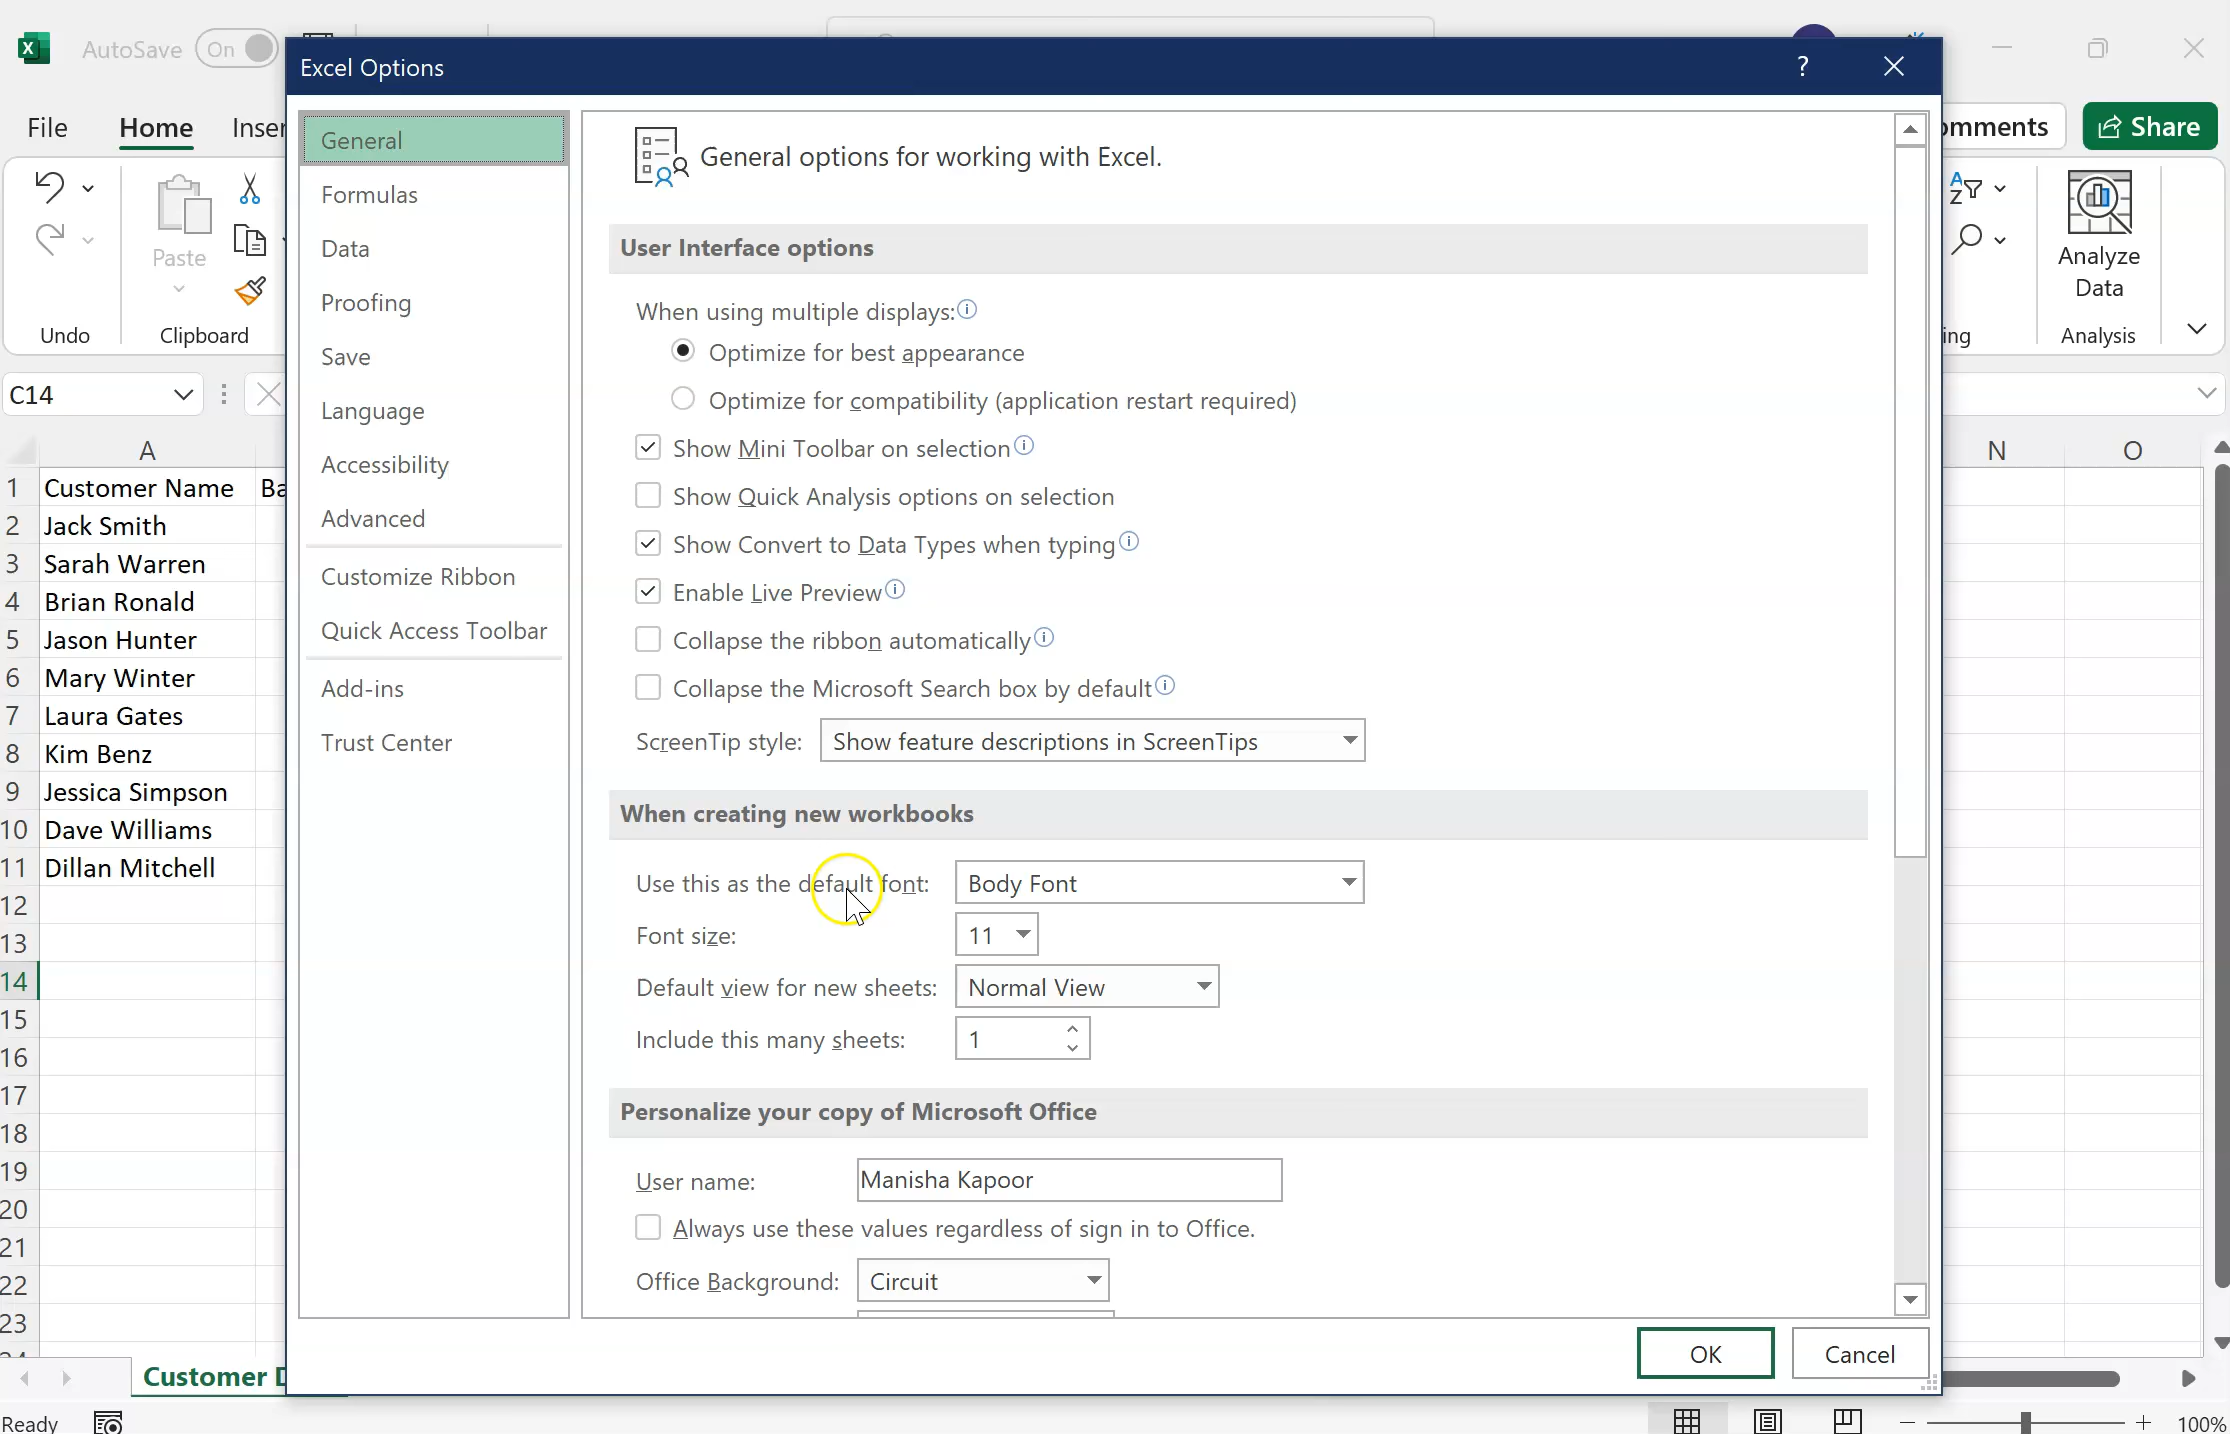 AutoSave On
Excel Options
?
File Home Inser
omments
Share
Paste
Undo
Clipboard
Analyze
Data
ing
Analysis
C14
A
N O
1 Customer Name Ba
2 Jack Smith
3 Sarah Warren
4 Brian Ronald
5 Jason Hunter
6 Mary Winter
7 Laura Gates
8 Kim Benz
9 Jessica Simpson
10 Dave Williams
11 Dillan Mitchell
12
13
14
15
16
17
18
19
20
21
22
23
General
Formulas
Data
Proofing
Save
Language
Accessibility
Advanced
Customize Ribbon
Quick Access Toolbar
Add-ins
Trust Center
General options for working with Excel.
User Interface options
When using multiple displays:
Optimize for best appearance
Optimize for compatibility (application restart required)
Show Mini Toolbar on selection
Show Quick Analysis options on selection
Show Convert to Data Types when typing
Enable Live Preview
Collapse the ribbon automatically
Collapse the Microsoft Search box by default
ScreenTip style: Show feature descriptions in ScreenTips
When creating new workbooks
Use this as the default font: Body Font
Font size: 11
Default view for new sheets: Normal View
Include this many sheets: 1
Personalize your copy of Microsoft Office
User name: Manisha Kapoor
Always use these values regardless of sign in to Office.
Office Background: Circuit
OK Cancel
Customer D
Ready
100%